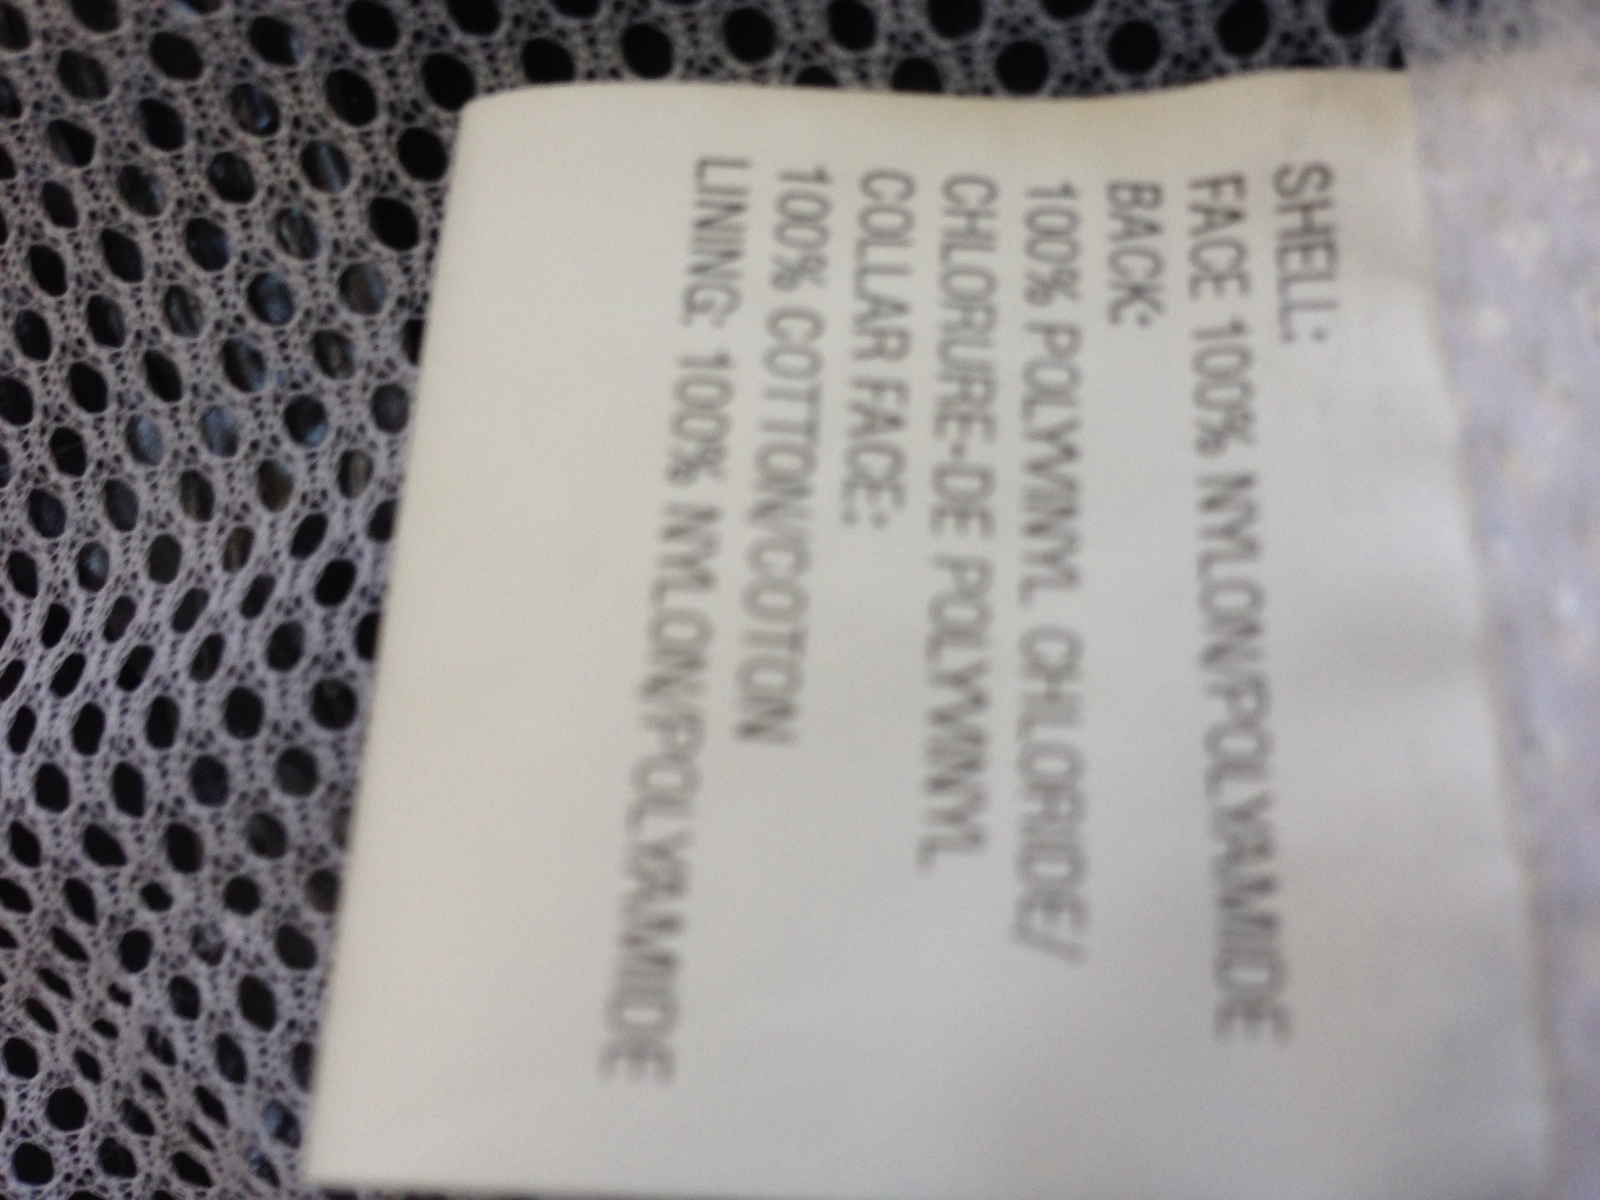 SHELL:
FACE 100% NYLON/POLYAMIDE
BACK:
100% POLYVINYL CHLORIDE/
CHLORURE-DE POLYVINYL
COLLAR FACE:
100% COTTON/COTON
LINING: 100% NYLON/POLYAMIDE